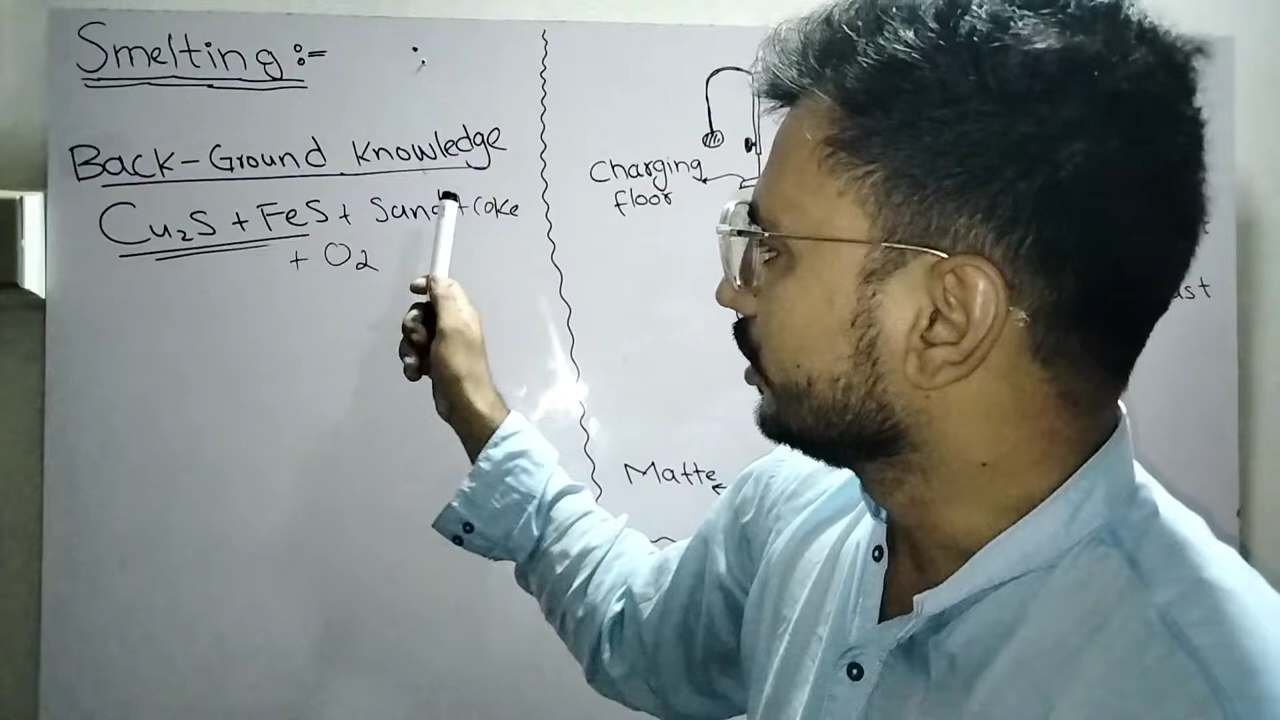 Smelting :=
Back-Ground Knowledge
Cu₂S + FeS + Sand + Coke
+ O₂
Charging
floor
Matte